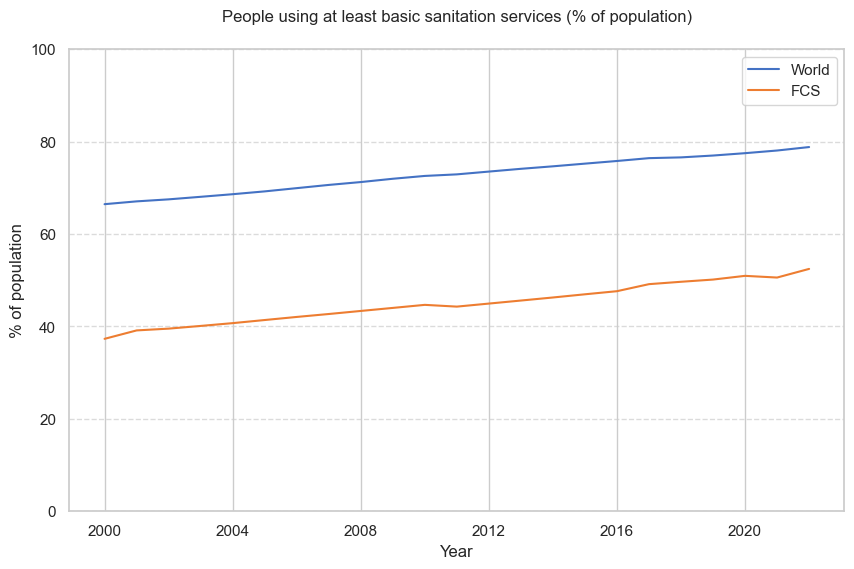 People using at least basic sanitation services (% of population)
100
80
60
40
20
0
% of population
World
FCS
2000 2004 2008 2012 2016 2020
Year